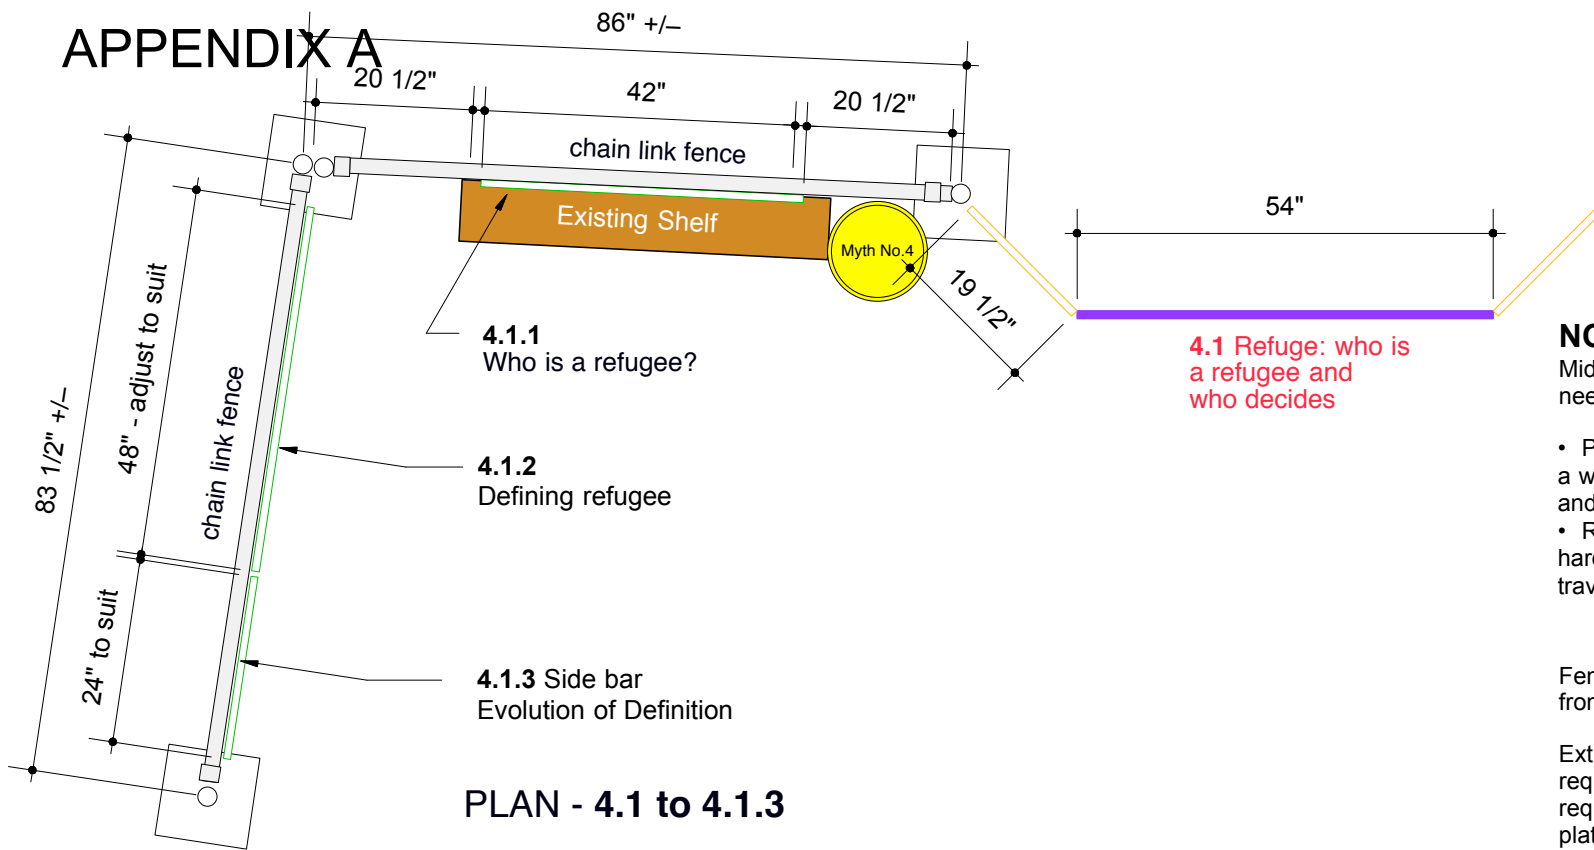 APPENDIX A
86" +/–
20 1/2"
42"
20 1/2"
chain link fence
Existing Shelf
Myth No.4
54"
19 1/2"
4.1 Refuge: who is
a refugee and
who decides
4.1.1
Who is a refugee?
83 1/2" +/–
48" - adjust to suit
chain link fence
4.1.2
Defining refugee
24" to suit
4.1.3 Side bar
Evolution of Definition
PLAN - 4.1 to 4.1.3
a w
and